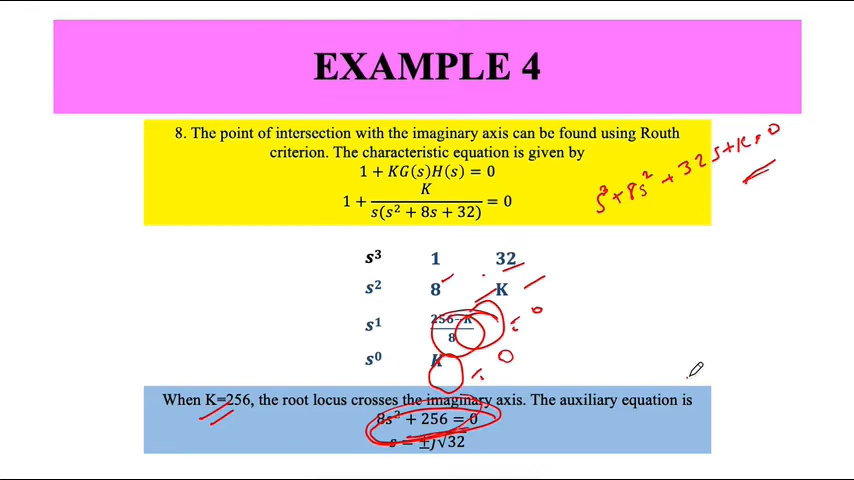 EXAMPLE 4
8. The point of intersection with the imaginary axis can be found using Routh
criterion. The characteristic equation is given by
1 + KG(s)H(s) = 0
1 + K / s(s² + 8s + 32) = 0
s³ + 8s² + 32s + K = 0
s³ 1 32
s² 8 K
s¹ 256−K / 8 = 0
s⁰ K = 0
When K=256, the root locus crosses the imaginary axis. The auxiliary equation is
8s² + 256 = 0
s = ±j√32